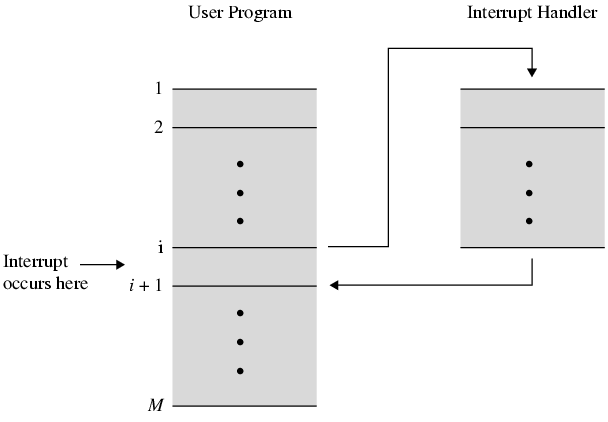 User Program
Interrupt Handler
1
2
i
Interrupt
occurs here
i + 1
M